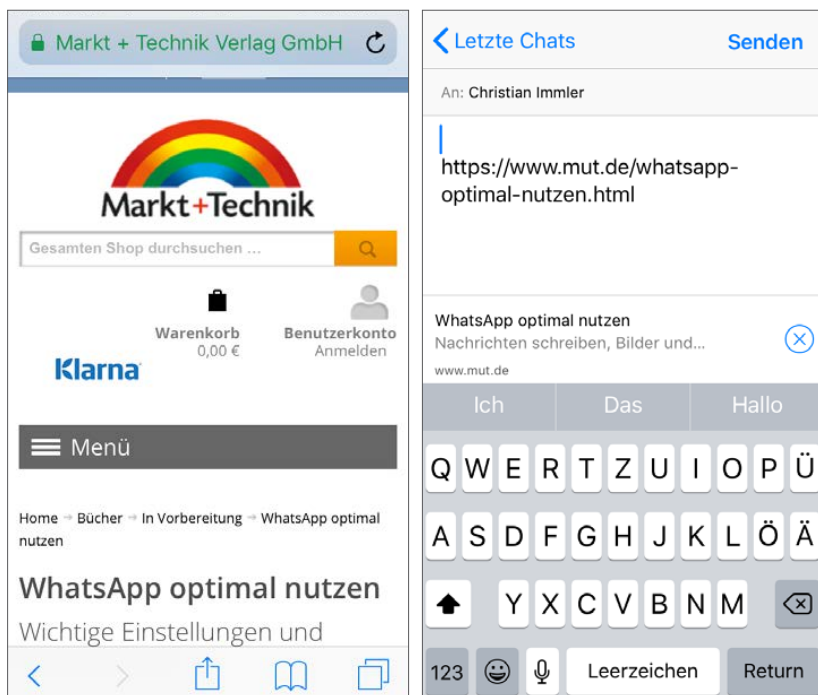 Markt + Technik Verlag GmbH
Markt+Technik
Gesamten Shop durchsuchen ...
Warenkorb
0,00 €
Benutzerkonto
Anmelden
Klarna
Menü
Home → Bücher → In Vorbereitung → WhatsApp optimal
nutzen
WhatsApp optimal nutzen
Wichtige Einstellungen und
Letzte Chats
Senden
An: Christian Immler
https://www.mut.de/whatsapp-
optimal-nutzen.html
WhatsApp optimal nutzen
Nachrichten schreiben, Bilder und...
www.mut.de
Ich Das Hallo
Q W E R T Z U I O P Ü
A S D F G H J K L Ö Ä
Y X C V B N M
123 Leerzeichen Return